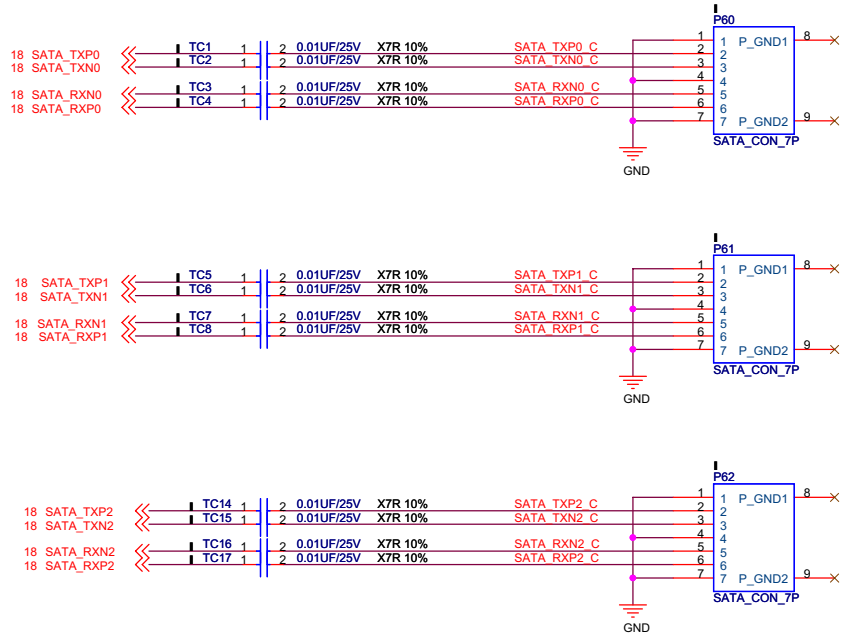 P60
18 SATA_TXP0 TC1 1 2 0.01UF/25V X7R 10% SATA_TXP0_C 1 1 P_GND1 8
18 SATA_TXN0 TC2 2 0.01UF/25V X7R 10% SATA_TXN0_C 2 2
3 3
4 4
18 SATA_RXN0 TC3 1 2 0.01UF/25V X7R 10% SATA_RXN0_C 5 5
18 SATA_RXP0 TC4 1 2 0.01UF/25V X7R 10% SATA_RXP0_C 6 6
7 7 P_GND2 9
SATA_CON_7P
GND
P61
18 SATA_TXP1 TC5 1 2 0.01UF/25V X7R 10% SATA_TXP1_C 1 1 P_GND1 8
18 SATA_TXN1 TC6 1 2 0.01UF/25V X7R 10% SATA_TXN1_C 2 2
3 3
4 4
18 SATA_RXN1 TC7 1 2 0.01UF/25V X7R 10% SATA_RXN1_C 5 5
18 SATA_RXP1 TC8 1 2 0.01UF/25V X7R 10% SATA_RXP1_C 6 6
7 7 P_GND2 9
SATA_CON_7P
GND
P62
18 SATA_TXP2 TC14 1 2 0.01UF/25V X7R 10% SATA_TXP2_C 1 1 P_GND1 8
18 SATA_TXN2 TC15 1 2 0.01UF/25V X7R 10% SATA_TXN2_C 2 2
3 3
4 4
18 SATA_RXN2 TC16 1 2 0.01UF/25V X7R 10% SATA_RXN2_C 5 5
18 SATA_RXP2 TC17 1 2 0.01UF/25V X7R 10% SATA_RXP2_C 6 6
7 7 P_GND2 9
SATA_CON_7P
GND